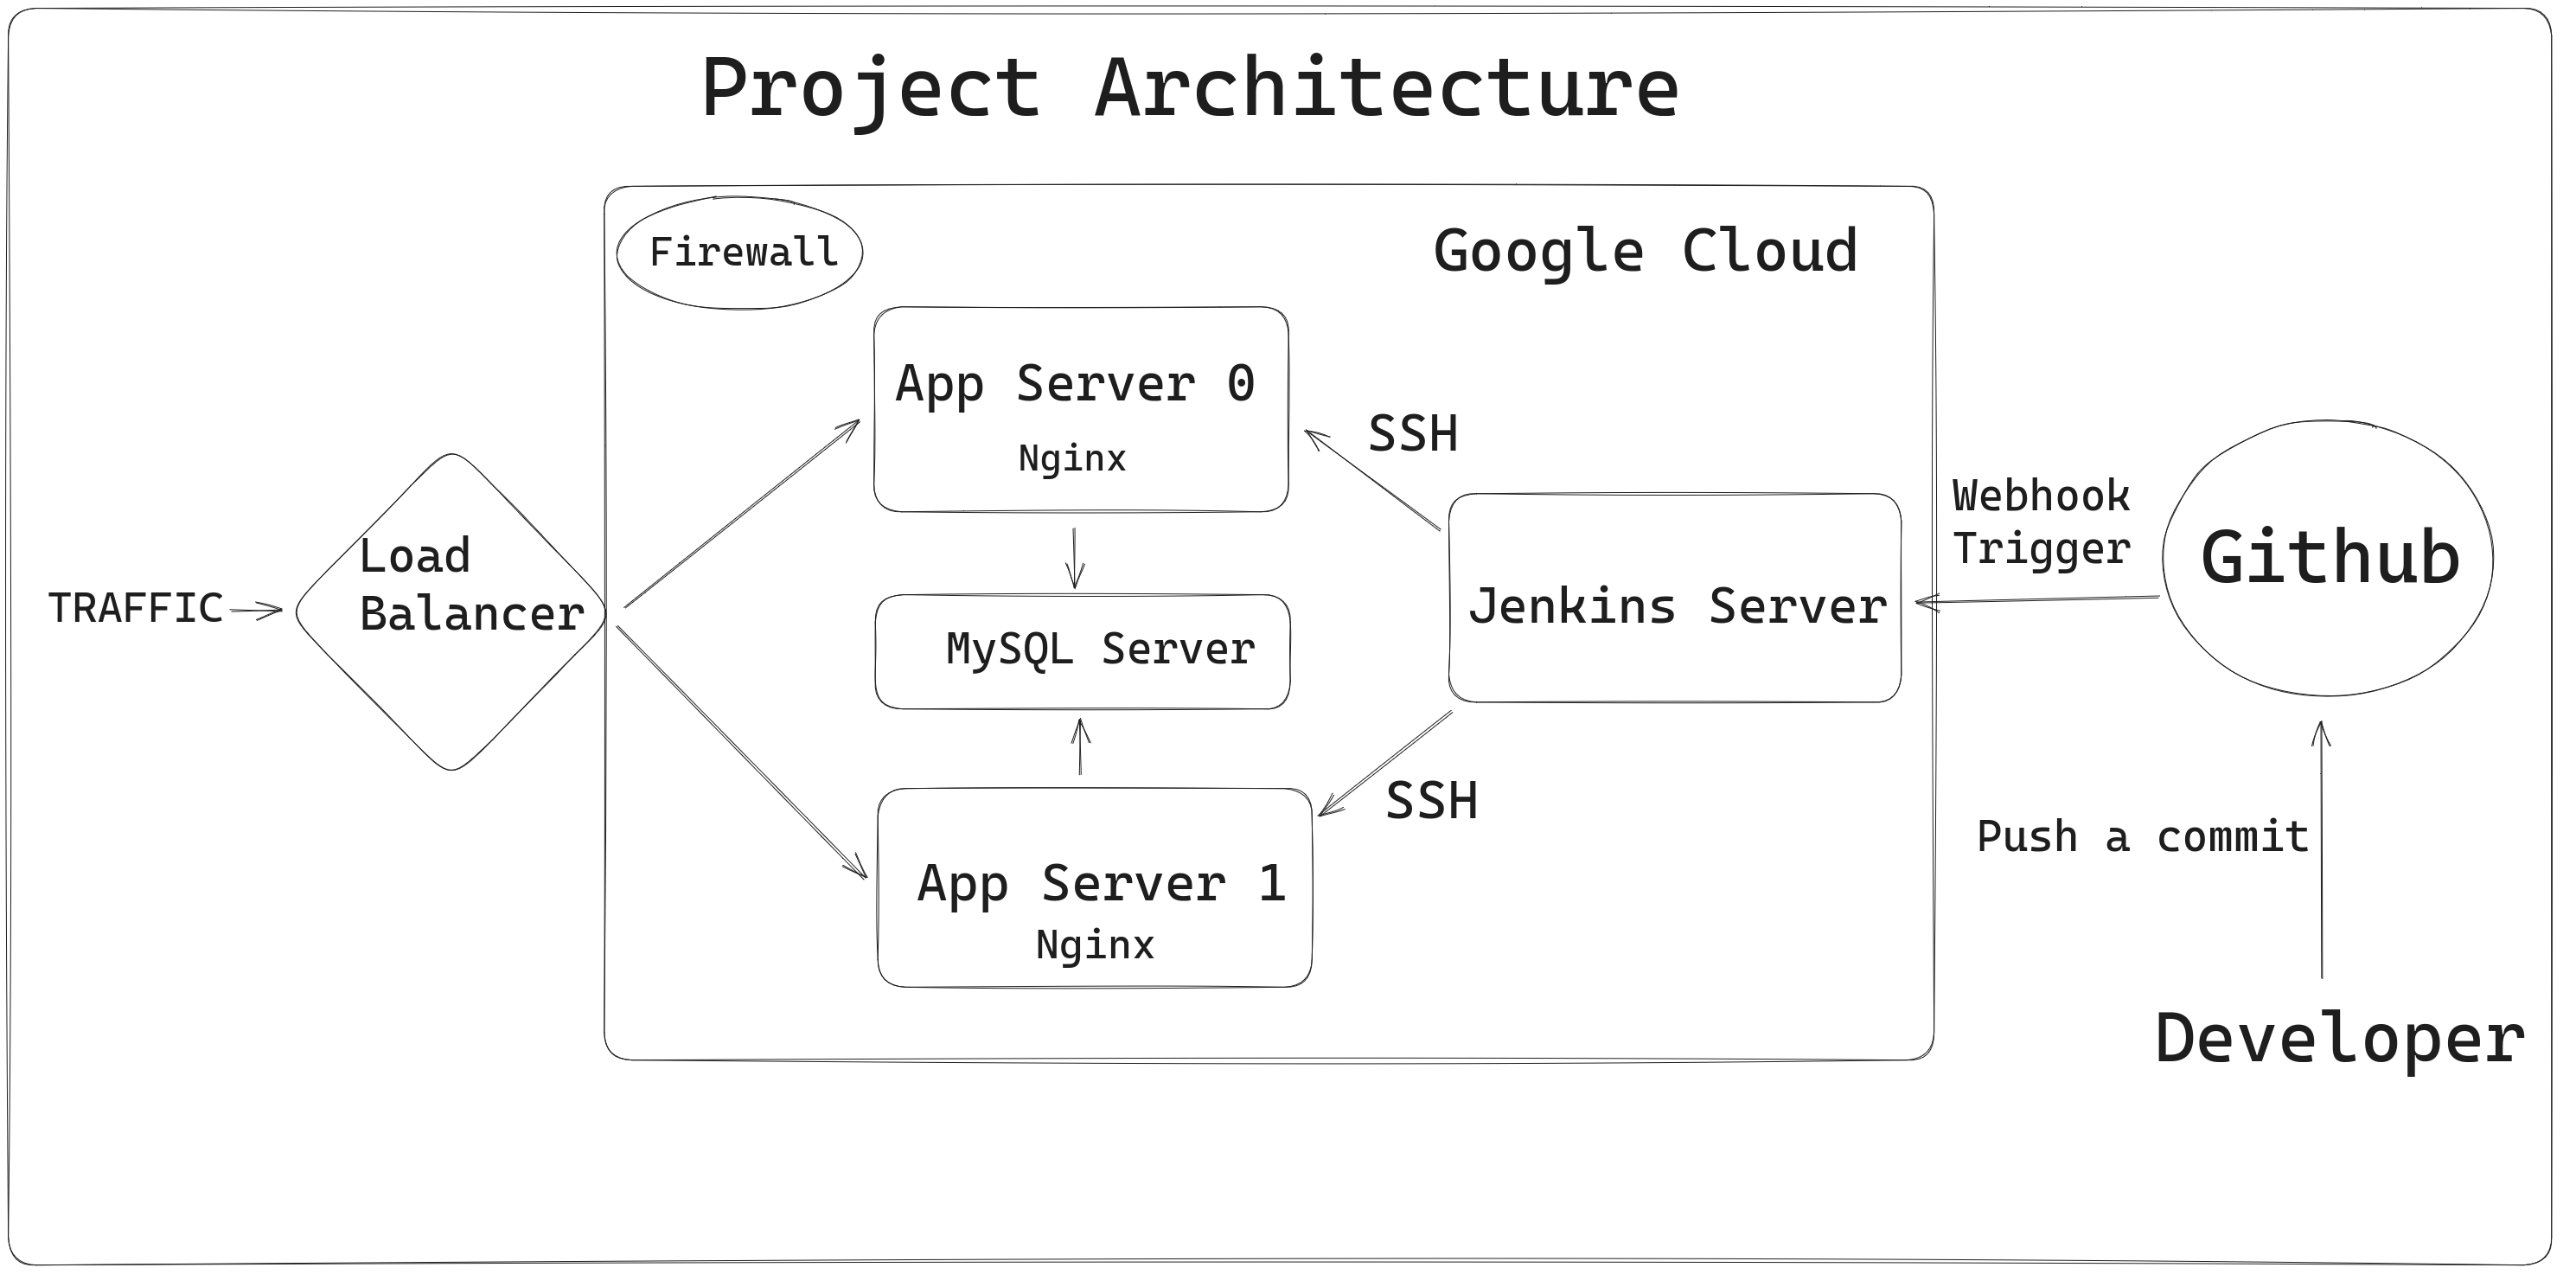 Project Architecture
Firewall
Google Cloud
App Server 0
Nginx
SSH
Webhook
Trigger
Github
Load
Balancer
TRAFFIC
MySQL Server
Jenkins Server
SSH
Push a commit
App Server 1
Nginx
Developer